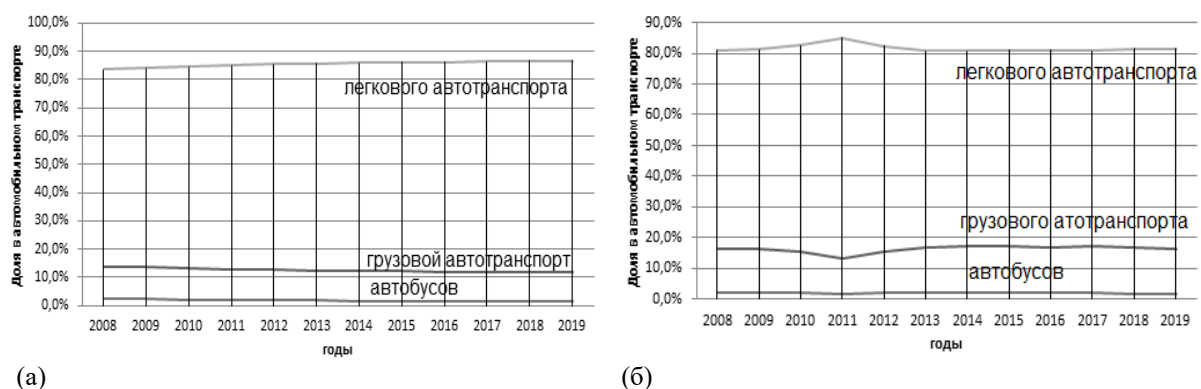 Доля в автомобильном транспорте
100,0%
90,0%
80,0%
70,0%
60,0%
50,0%
40,0%
30,0%
20,0%
10,0%
0,0%
легкового автотранспорта
грузовой автотранспорт
автобусов
2008 2009 2010 2011 2012 2013 2014 2015 2016 2017 2018 2019
годы
(а)
Доля в автомобильном транспорте
90,0%
80,0%
70,0%
60,0%
50,0%
40,0%
30,0%
20,0%
10,0%
0,0%
легкового автотранспорта
грузового атотранспорта
автобусов
2008 2009 2010 2011 2012 2013 2014 2015 2016 2017 2018 2019
годы
(б)